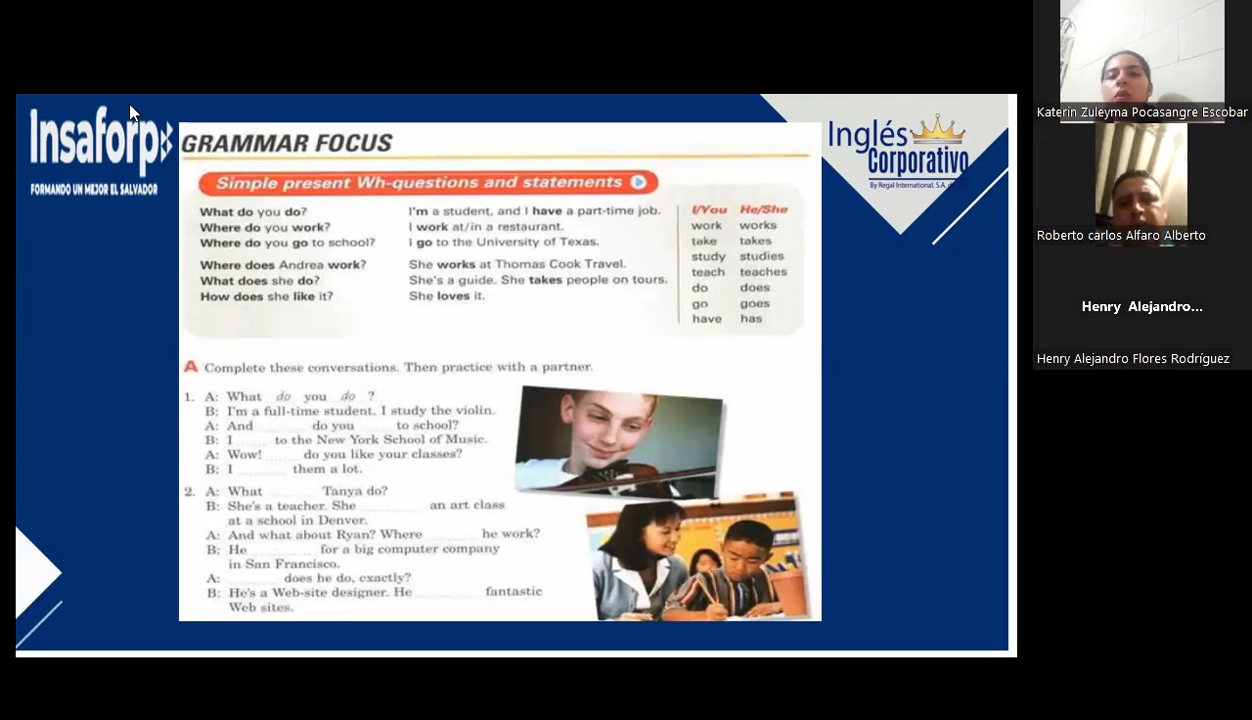 Insaforp
FORMANDO UN MEJOR EL SALVADOR
Inglés
Corporativo
By Regal International, S.A.
GRAMMAR FOCUS
Simple present Wh-questions and statements
What do you do? I'm a student, and I have a part-time job.
Where do you work? I work at/in a restaurant.
Where do you go to school? I go to the University of Texas.
Where does Andrea work? She works at Thomas Cook Travel.
What does she do? She's a guide. She takes people on tours.
How does she like it? She loves it.
I/You He/She
work works
take takes
study studies
teach teaches
do does
go goes
have has
A Complete these conversations. Then practice with a partner.
1. A: What do you do ?
B: I'm a full-time student. I study the violin.
A: And ........ do you ........ to school?
B: I ........ to the New York School of Music.
A: Wow! ........ do you like your classes?
B: I ........ them a lot.
2. A: What ........ Tanya do?
B: She's a teacher. She ........ an art class
at a school in Denver.
A: And what about Ryan? Where ........ he work?
B: He ........ for a big computer company
in San Francisco.
A: ........ does he do, exactly?
B: He's a Web-site designer. He ........ fantastic
Web sites.
Katerin Zuleyma Pocasangre Escobar
Roberto carlos Alfaro Alberto
Henry Alejandro...
Henry Alejandro Flores Rodríguez